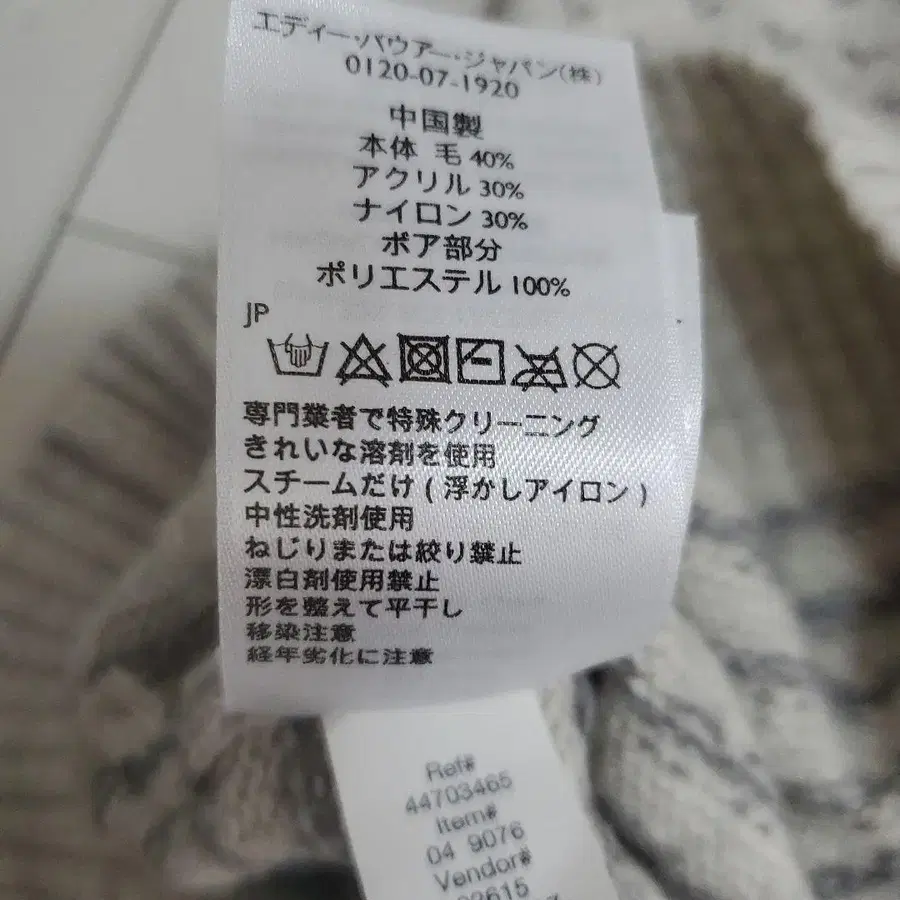 エディー・バウアー・ジャパン(株)
0120-07-1920
中国製
本体 毛 40%
アクリル 30%
ナイロン 30%
ボア部分
ポリエステル 100%
JP
専門業者で特殊クリーニング
きれいな溶剤を使用
スチームだけ ( 浮かしアイロン )
中性洗剤使用
ねじりまたは絞り禁止
漂白剤使用禁止
形を整えて平干し
移染注意
経年劣化に注意
Ref#
44703465
Item#
04 9076
Vendor#